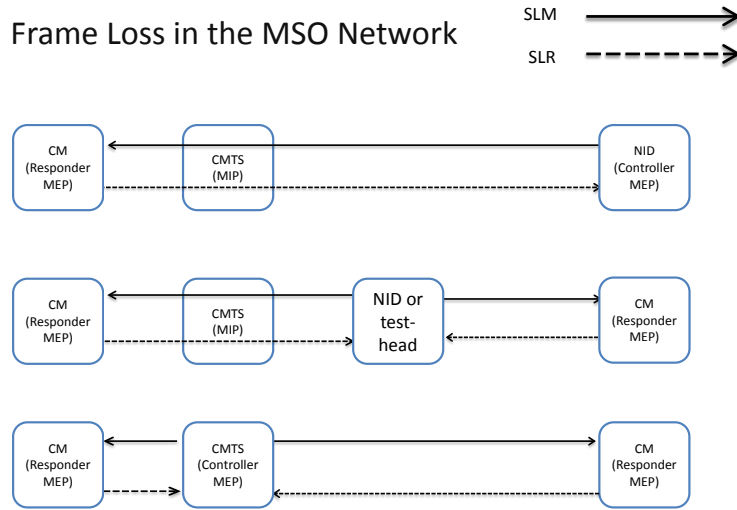 Frame Loss in the MSO Network
SLM
SLR
CM
(Responder
MEP)
CMTS
(MIP)
NID
(Controller
MEP)
CM
(Responder
MEP)
CMTS
(MIP)
NID or
test-
head
CM
(Responder
MEP)
CM
(Responder
MEP)
CMTS
(Controller
MEP)
CM
(Responder
MEP)